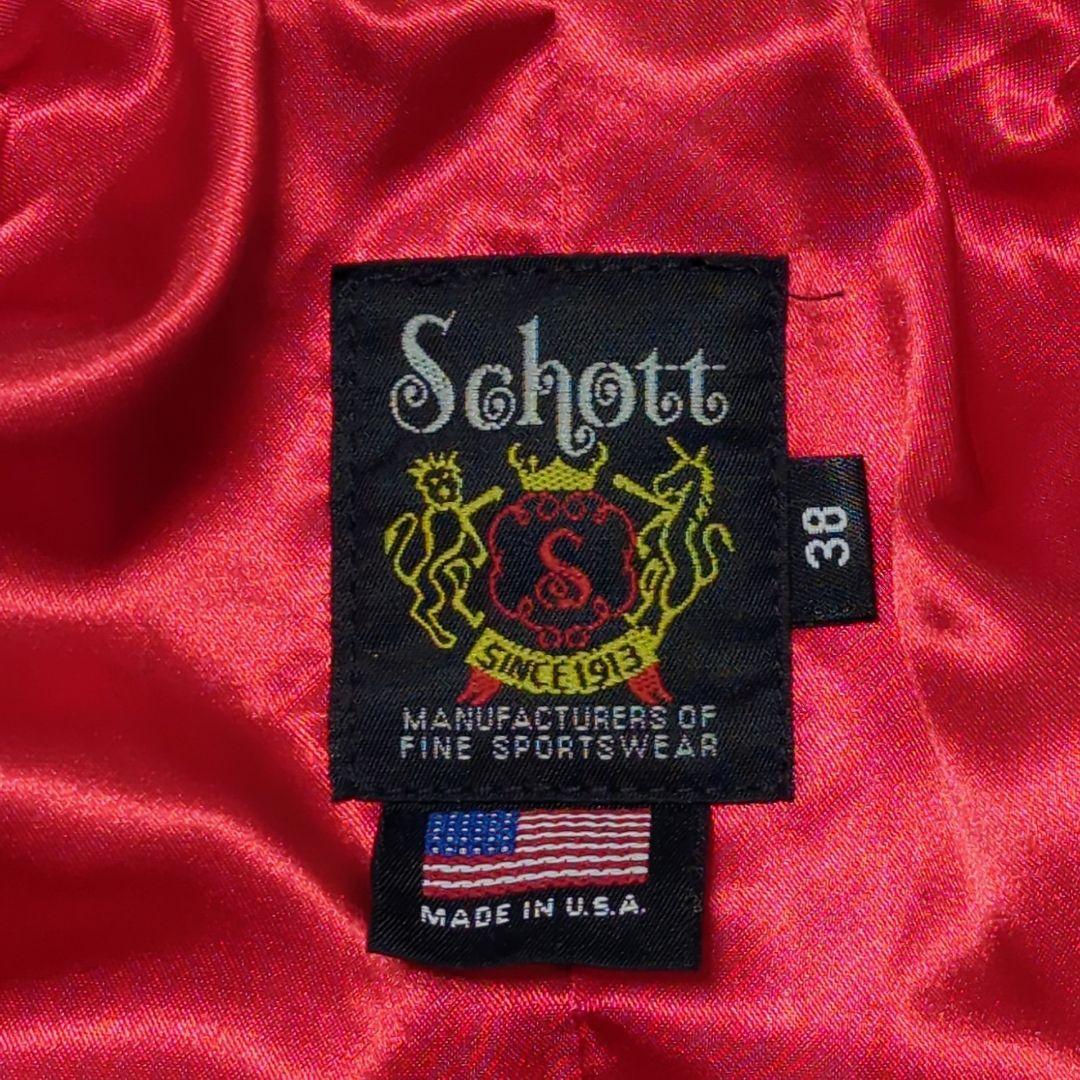 Schott
S
SINCE 1913
MANUFACTURERS OF
FINE SPORTSWEAR
38
MADE IN U.S.A.